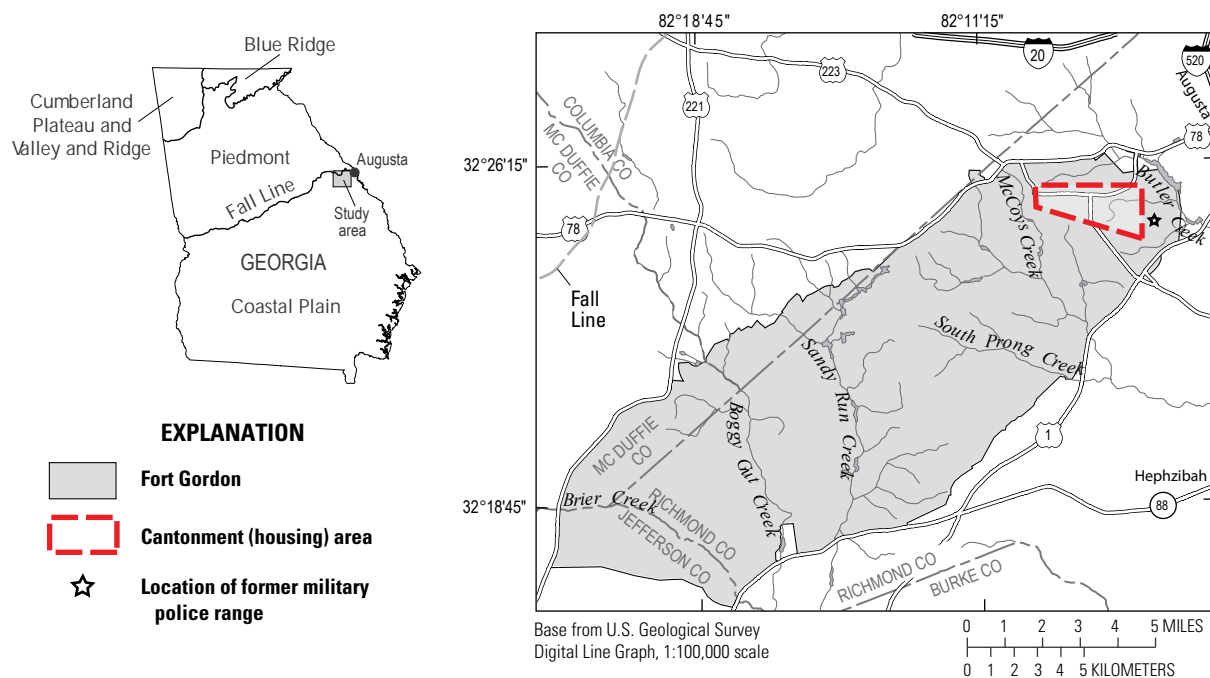 Blue Ridge
Cumberland
Plateau and
Valley and Ridge
Piedmont
Augusta
Fall Line
Study
area
GEORGIA
Coastal Plain
EXPLANATION
Fort Gordon
Cantonment (housing) area
Location of former military
police range
82°18'45"
82°11'15"
32°26'15"
32°18'45"
223
20
520
Augusta
221
78
COLUMBIA CO
MC DUFFIE
CO
78
Fall
Line
McCoys Creek
Butler Creek
South Prong Creek
Sandy Run Creek
Boggy Gut Creek
MC DUFFIE
CO
Brier Creek
RICHMOND CO
JEFFERSON CO
1
Hephzibah
88
RICHMOND CO
BURKE CO
Base from U.S. Geological Survey
Digital Line Graph, 1:100,000 scale
0 1 2 3 4 5 MILES
0 1 2 3 4 5 KILOMETERS